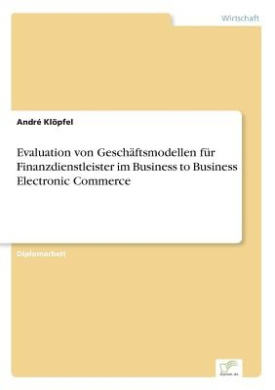 Wirtschaft
André Klöpfel
Evaluation von Geschäftsmodellen für
Finanzdienstleister im Business to Business
Electronic Commerce
Diplomarbeit